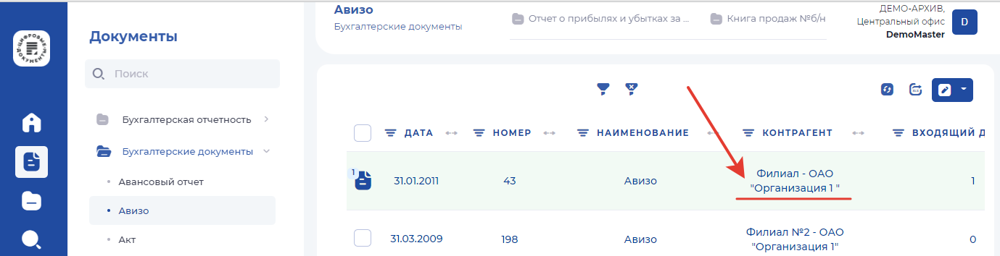 ЦИФРОВЫЕ ДОКУМЕНТЫ
Документы
Поиск
Бухгалтерская отчетность
Бухгалтерские документы
Авансовый отчет
Авизо
Акт
Авизо
Бухгалтерские документы
Отчет о прибылях и убытках за ...
Книга продаж №б/н
ДЕМО-АРХИВ,
Центральный офис
DemoMaster
D
ДАТА НОМЕР НАИМЕНОВАНИЕ КОНТРАГЕНТ ВХОДЯЩИЙ Д
1 31.01.2011 43 Авизо Филиал - ОАО 1
"Организация 1 "
31.03.2009 198 Авизо Филиал №2 - ОАО 0
"Организация 1"